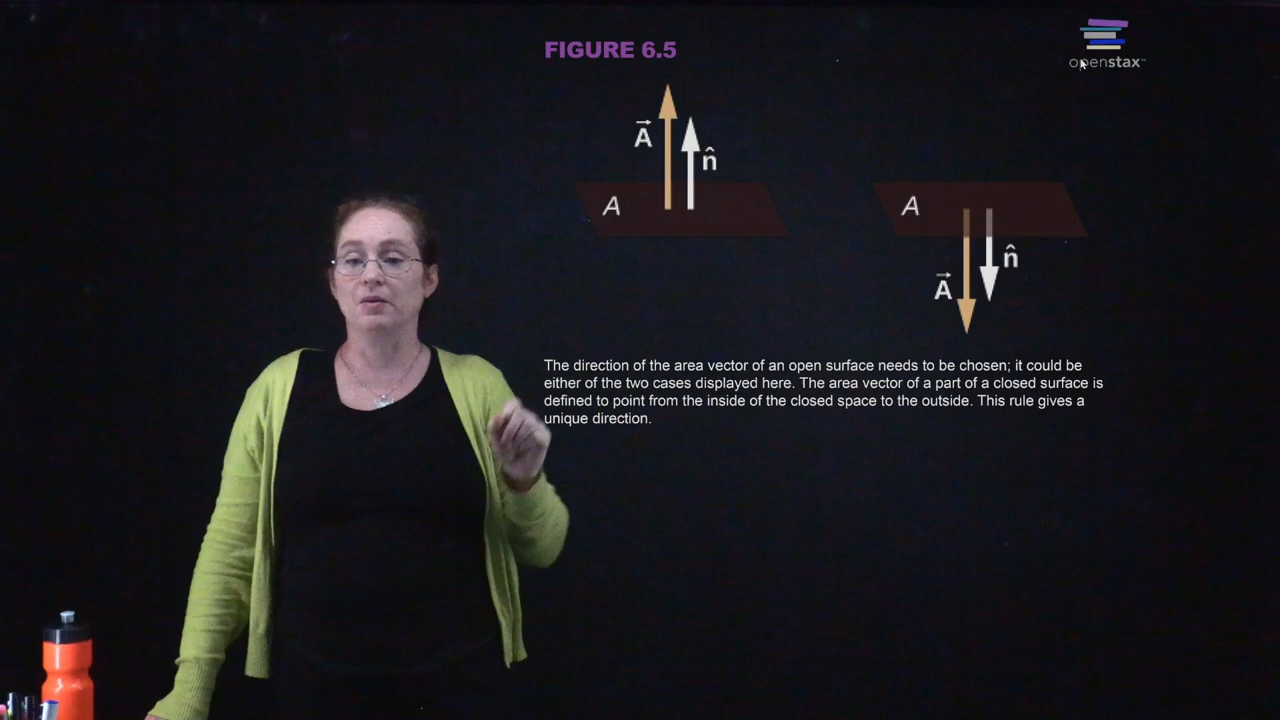 FIGURE 6.5
openstax™
A⃗
n̂
A
A
n̂
A⃗
The direction of the area vector of an open surface needs to be chosen; it could be
either of the two cases displayed here. The area vector of a part of a closed surface is
defined to point from the inside of the closed space to the outside. This rule gives a
unique direction.